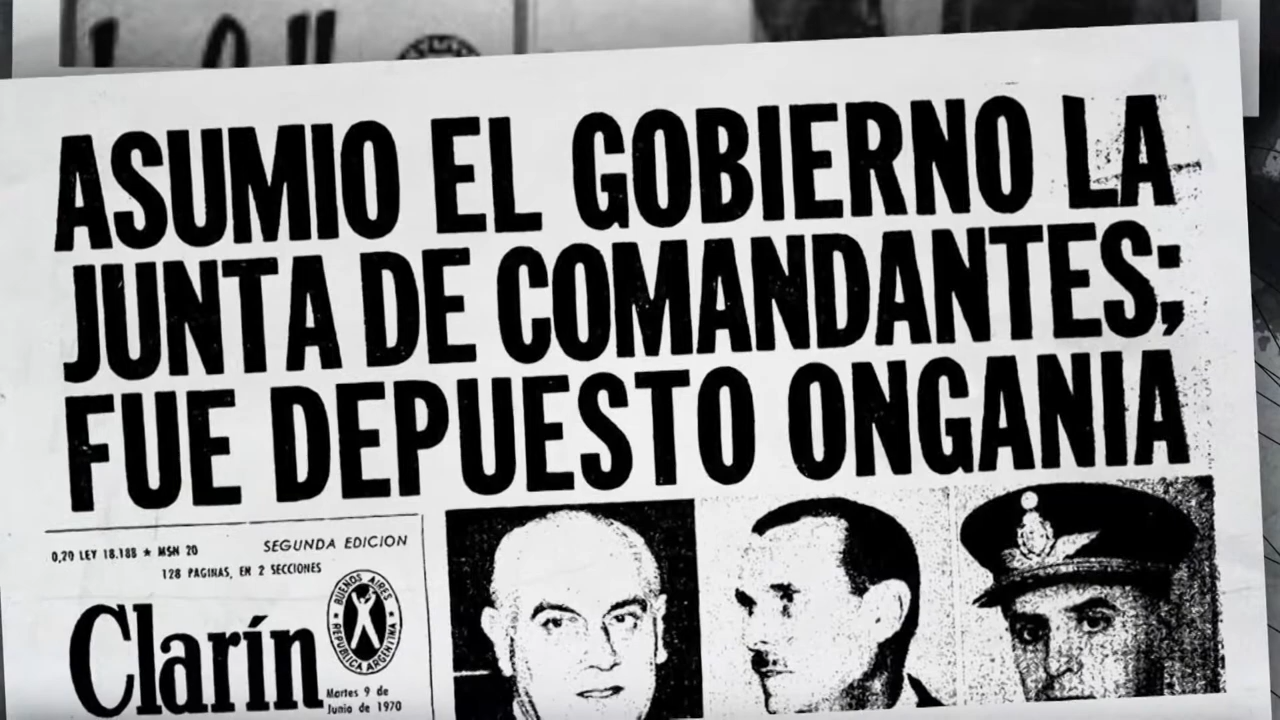 ASUMIO EL GOBIERNO LA
JUNTA DE COMANDANTES;
FUE DEPUESTO ONGANIA
0,20 LEY 18.188 ★ M$N 20
SEGUNDA EDICION
128 PAGINAS, EN 2 SECCIONES
Clarín
BUENOS AIRES
REPUBLICA ARGENTINA
Martes 9 de
Junio de 1970